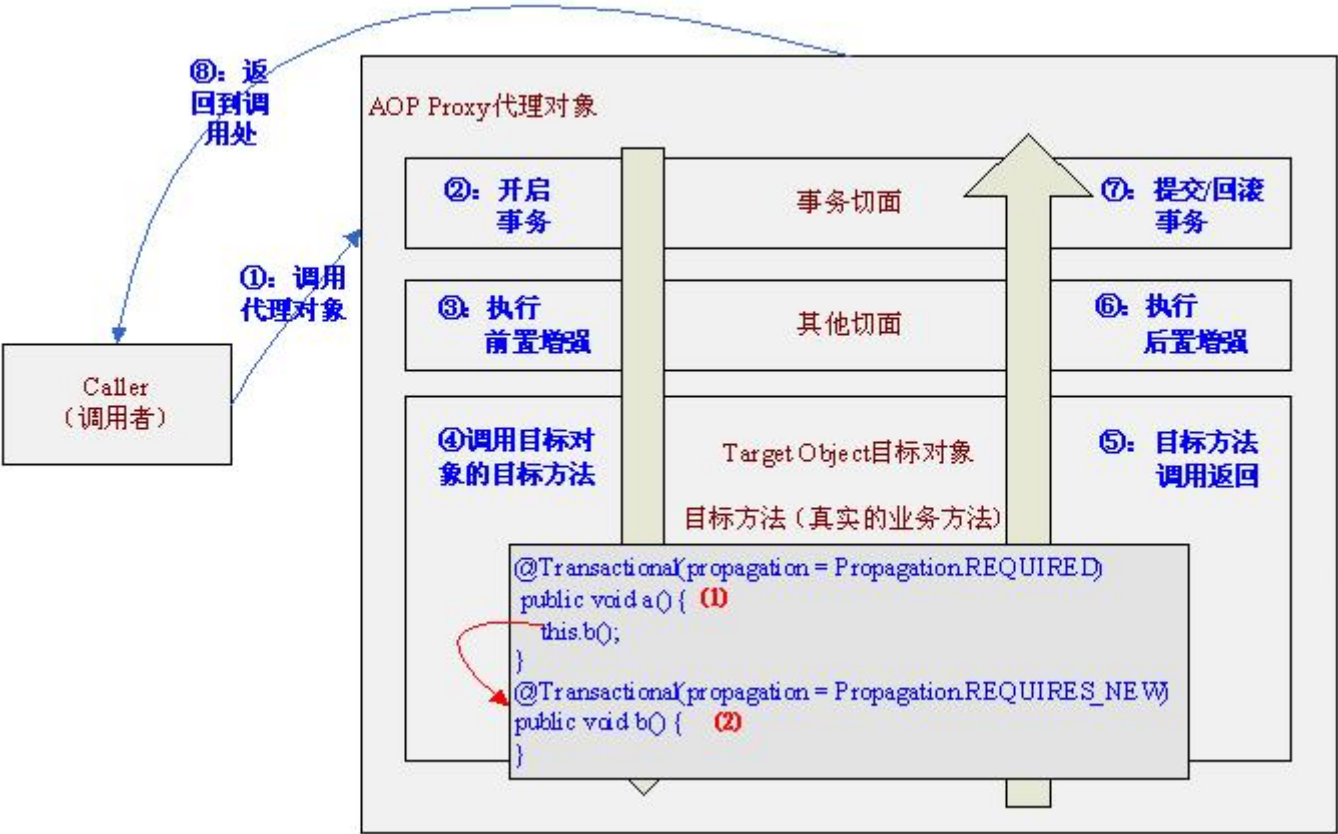 ⑧：返
回到调
用处
AOP Proxy代理对象
②：开启
事务
事务切面
⑦：提交/回滚
事务
①：调用
代理对象
③：执行
前置增强
其他切面
⑥：执行
后置增强
Caller
（调用者）
④调用目标对
象的目标方法
Target Object目标对象
⑤：目标方法
调用返回
目标方法（真实的业务方法）
@Transactional(propagation = Propagation.REQUIRED)
public void a() { (1)
this.b();
}
@Transactional(propagation = Propagation.REQUIRES_NEW)
public void b() { (2)
}